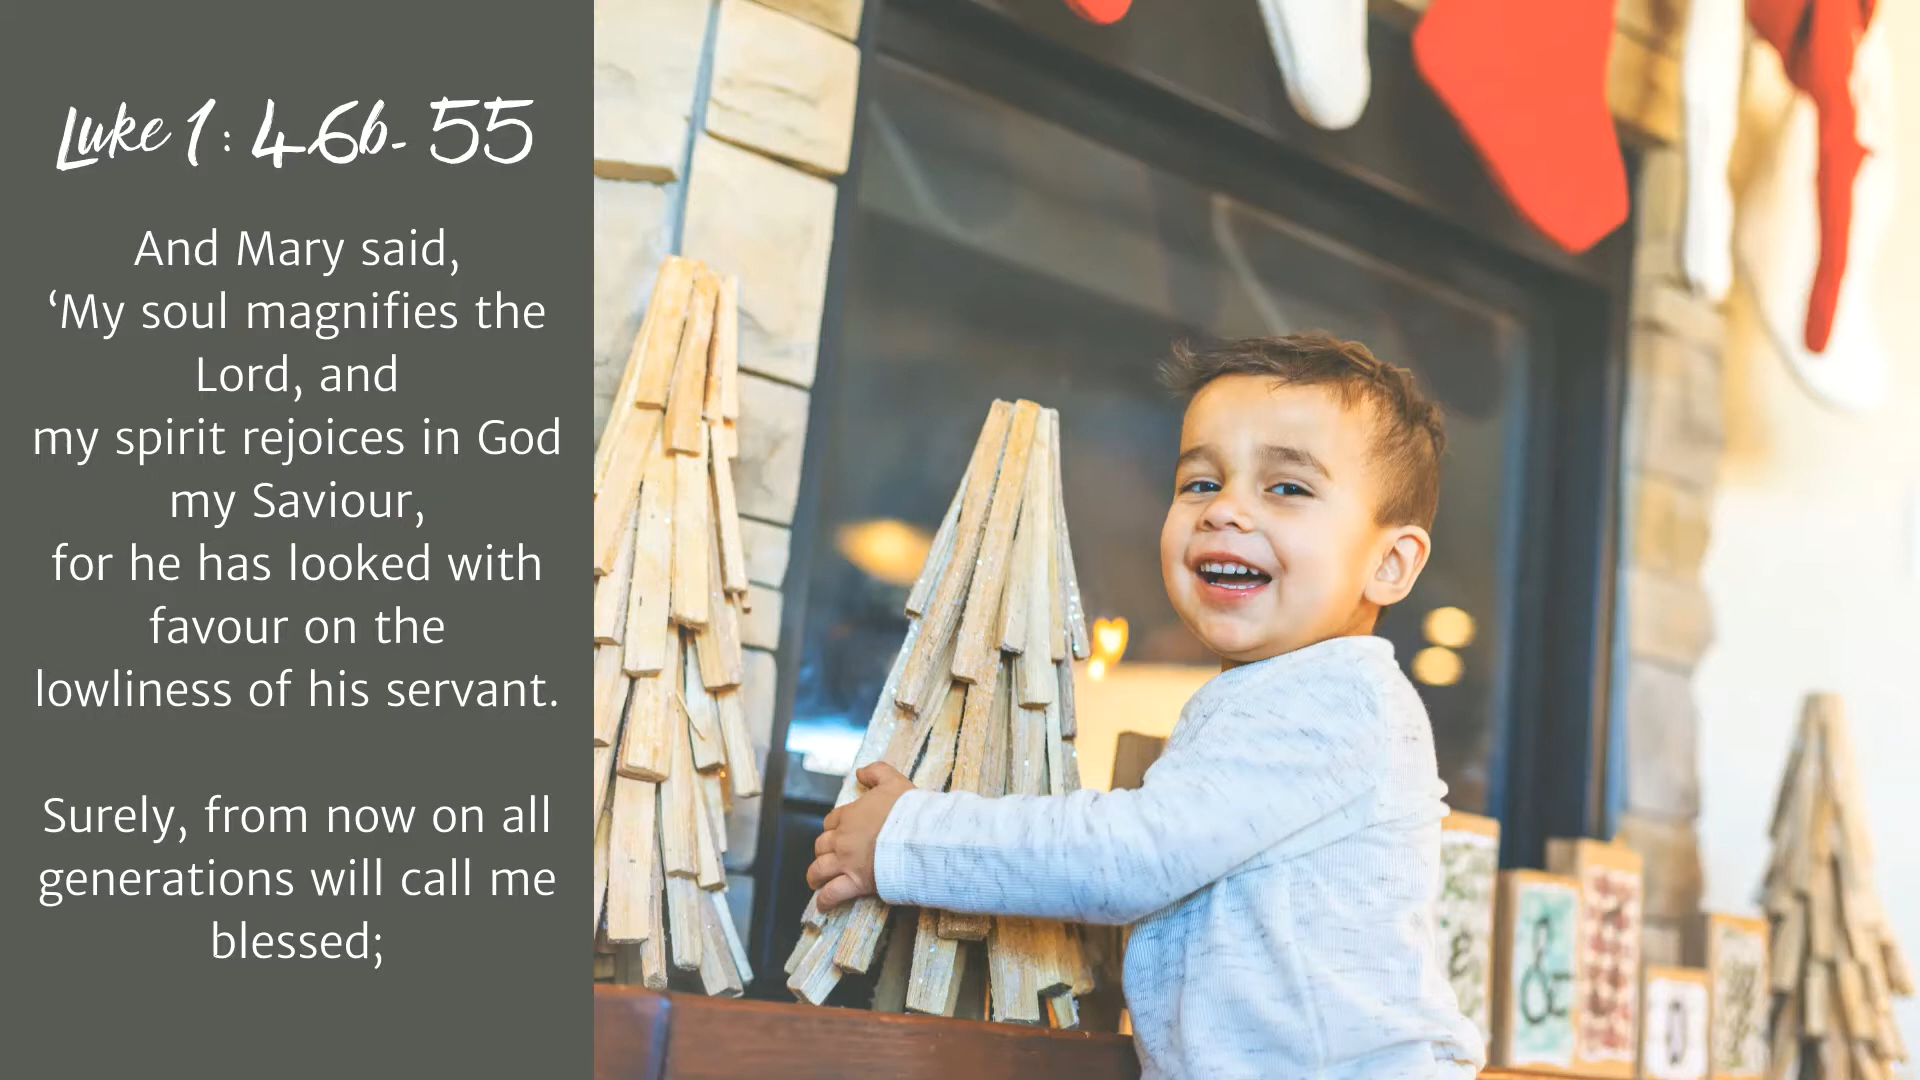 Luke 1: 46b- 55
And Mary said,
‘My soul magnifies the
Lord, and
my spirit rejoices in God
my Saviour,
for he has looked with
favour on the
lowliness of his servant.
Surely, from now on all
generations will call me
blessed;
&